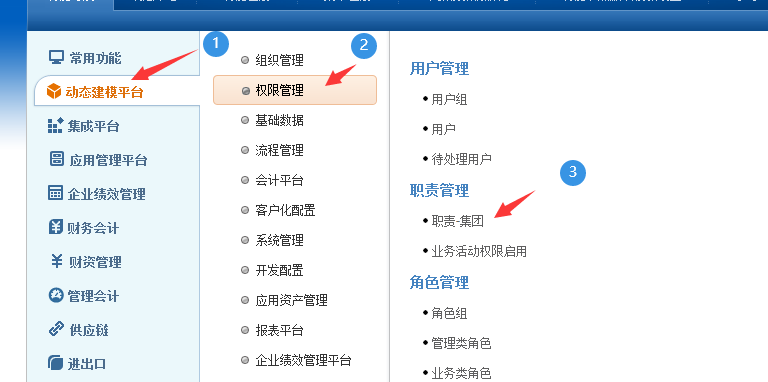 1
常用功能
动态建模平台
集成平台
应用管理平台
企业绩效管理
财务会计
财资管理
管理会计
供应链
进出口
2
组织管理
权限管理
基础数据
流程管理
会计平台
客户化配置
系统管理
开发配置
应用资产管理
报表平台
企业绩效管理平台
用户管理
用户组
用户
待处理用户
3
职责管理
职责-集团
业务活动权限启用
角色管理
角色组
管理类角色
业务类角色